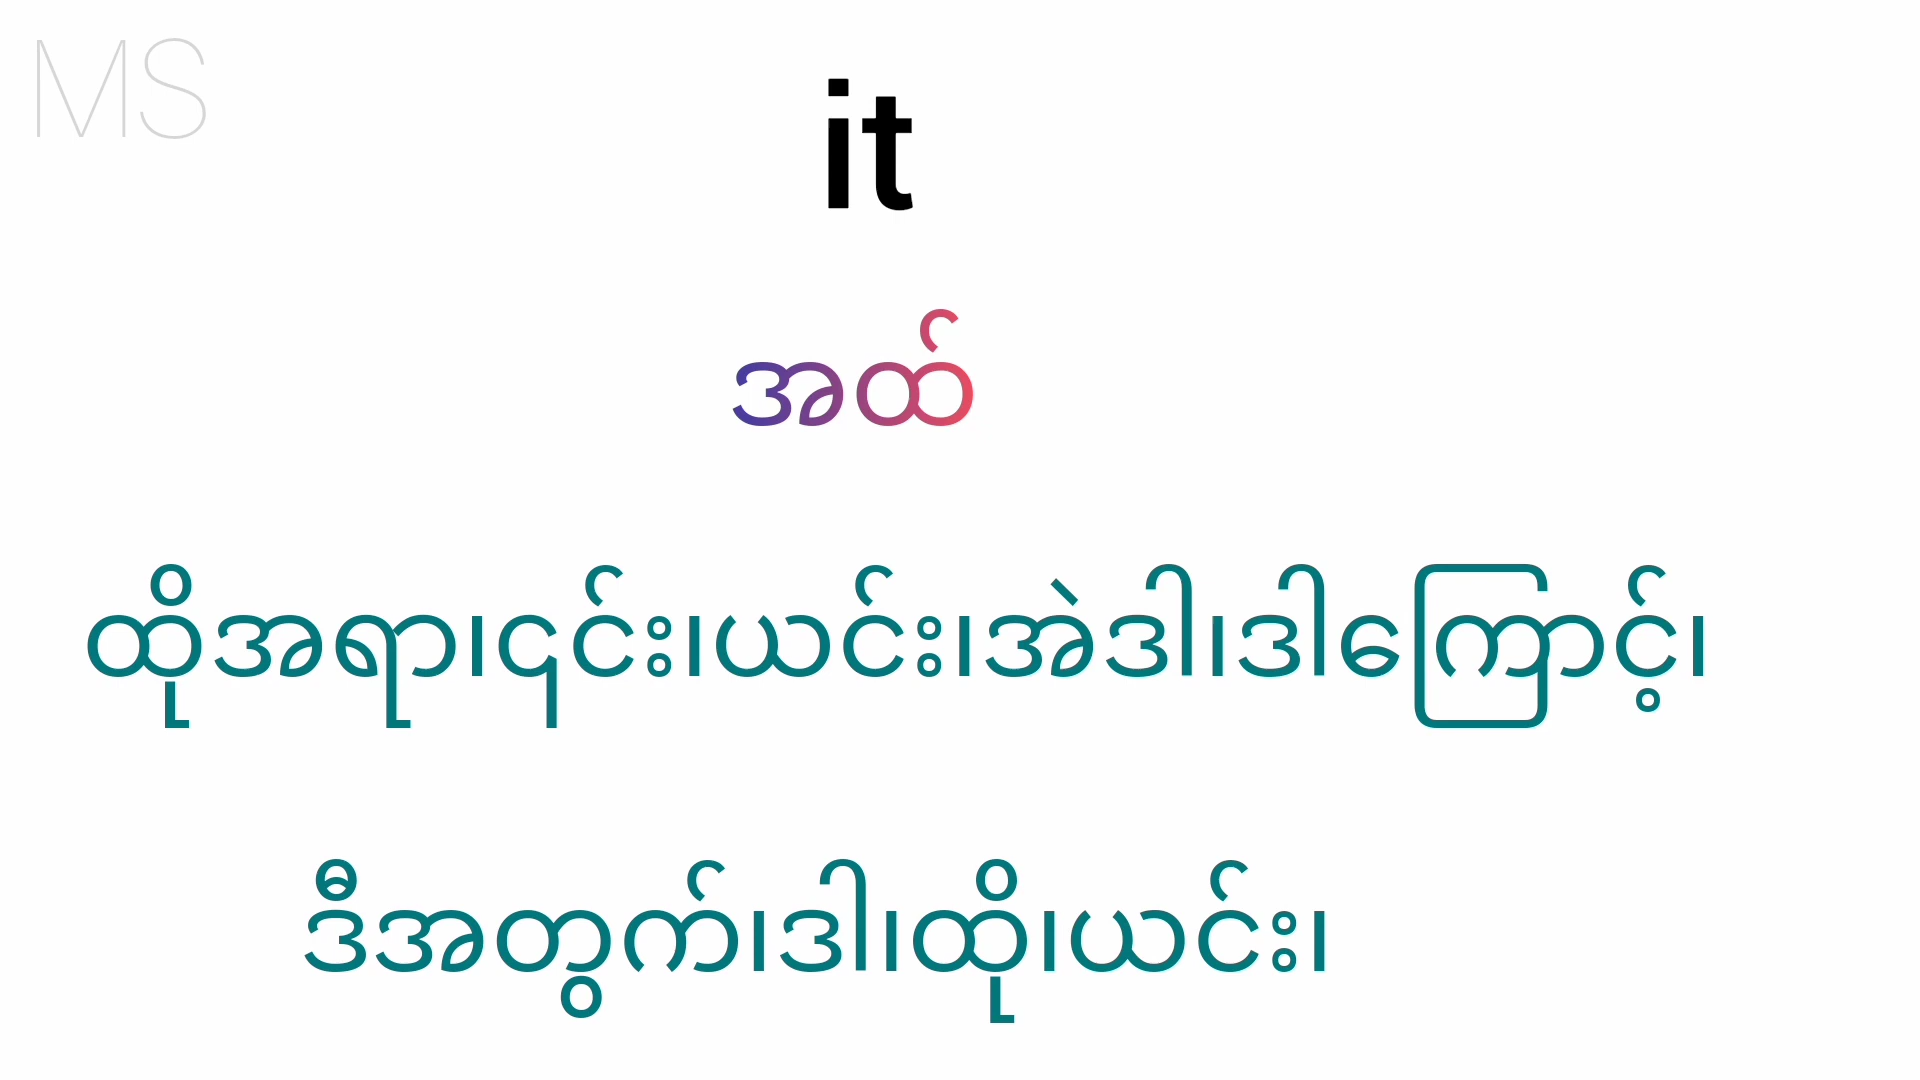 MS
it
အထ်
ထိုအရာ၊၎င်း၊ယင်း၊အဲဒါ၊ဒါကြောင့်၊
ဒီအတွက်၊ဒါ၊ထို၊ယင်း၊